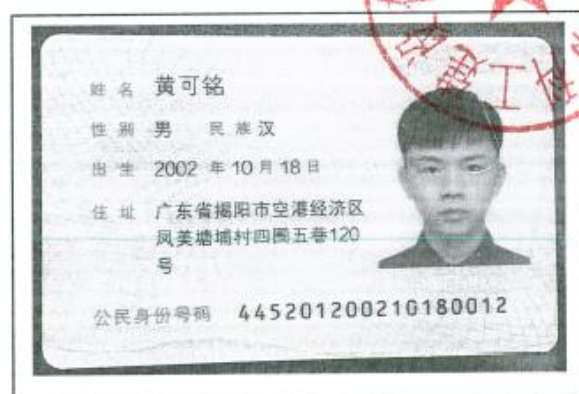 姓名 黄可铭
性别 男 民族 汉
出生 2002 年 10 月 18 日
住址 广东省揭阳市空港经济区
凤美塘埔村四围五巷120
号
公民身份号码 445201200210180012